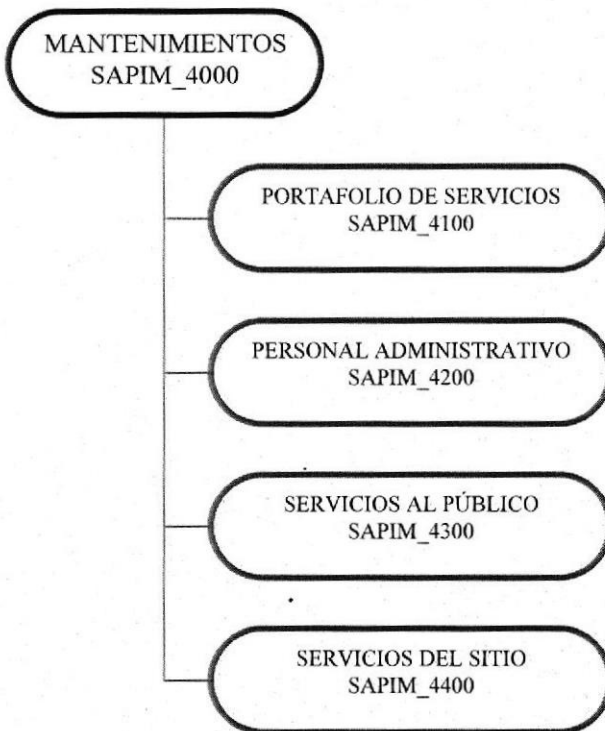 MANTENIMIENTOS
SAPIM_4000
PORTAFOLIO DE SERVICIOS
SAPIM_4100
PERSONAL ADMINISTRATIVO
SAPIM_4200
SERVICIOS AL PÚBLICO
SAPIM_4300
SERVICIOS DEL SITIO
SAPIM_4400